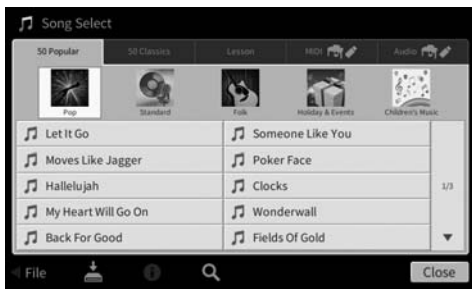 Song Select
50 Popular 50 Classics Lesson MIDI Audio
Pop Standard Folk Holiday & Events Children's Music
Let It Go Someone Like You
Moves Like Jagger Poker Face
Hallelujah Clocks 1/3
My Heart Will Go On Wonderwall
Back For Good Fields Of Gold
File Close